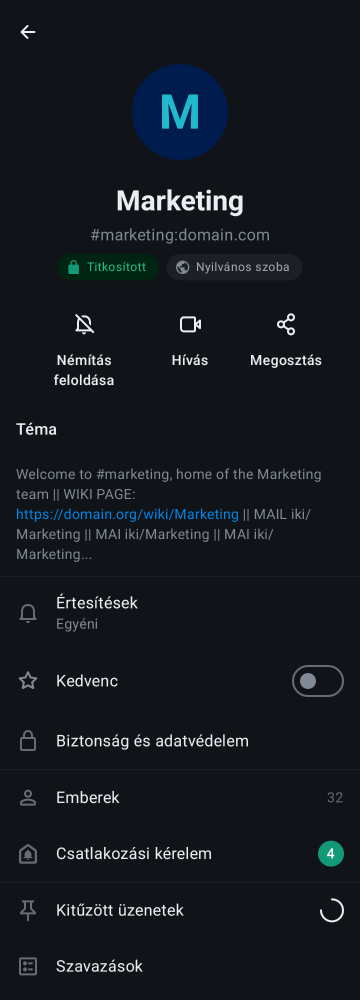 M
Marketing
#marketing:domain.com
Titkosított
Nyilvános szoba
Némítás
feloldása
Hívás
Megosztás
Téma
Welcome to #marketing, home of the Marketing
team || WIKI PAGE:
https://domain.org/wiki/Marketing || MAIL iki/
Marketing || MAI iki/Marketing || MAI iki/
Marketing...
Értesítések
Egyéni
Kedvenc
Biztonság és adatvédelem
Emberek
32
Csatlakozási kérelem
4
Kitűzött üzenetek
Szavazások